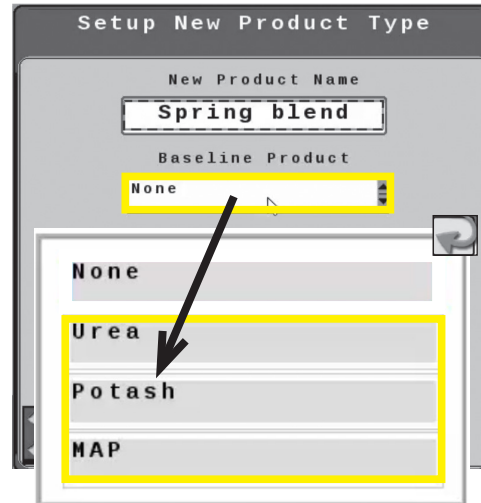 Setup New Product Type
New Product Name
Spring blend
Baseline Product
None
None
Urea
Potash
MAP